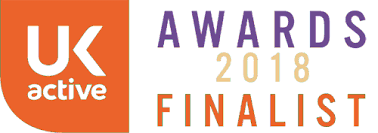 UK
active
AWARDS
2018
FINALIST